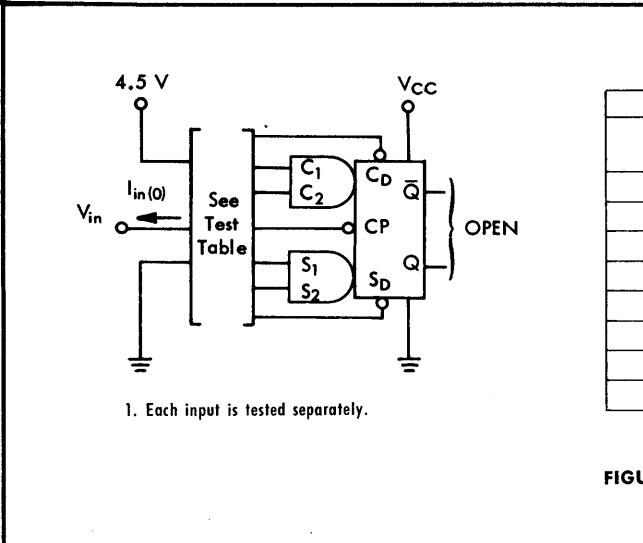 4.5 V
VCC
Iin(0)
Vin
See
Test
Table
C1
C2
CD
Q̅
CP
OPEN
S1
S2
SD
Q
1. Each input is tested separately.
FIGU